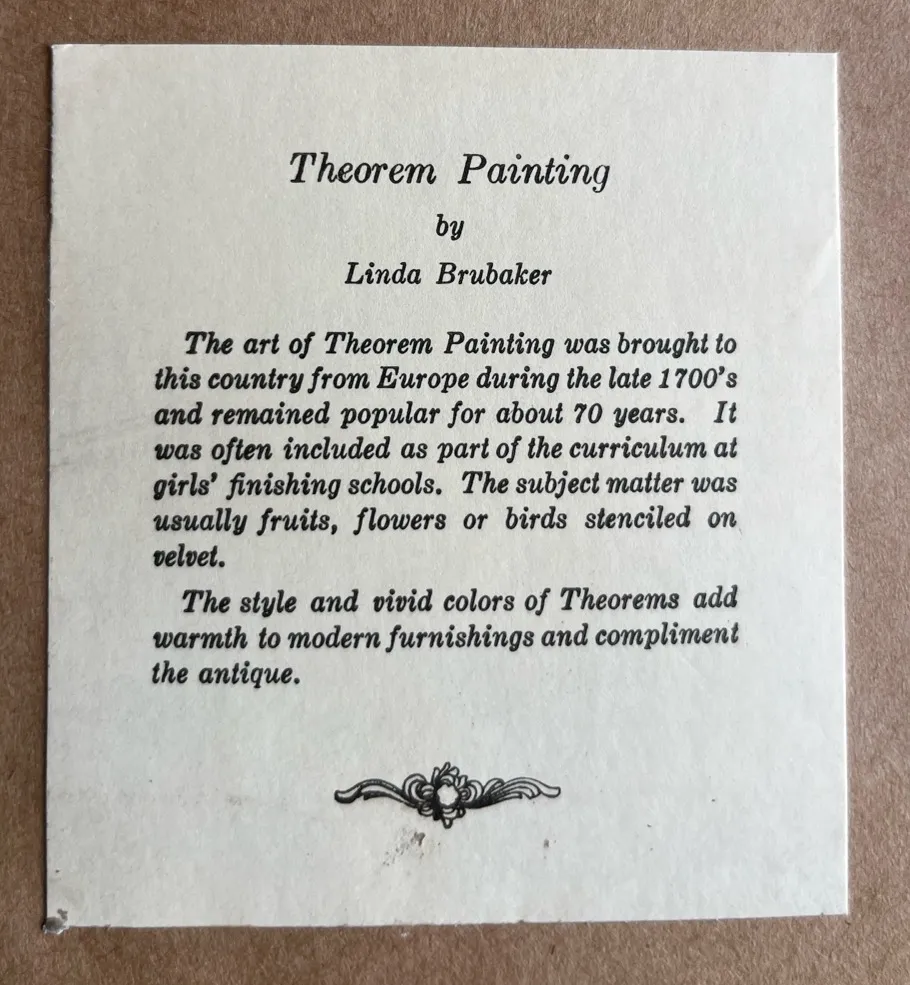 Theorem Painting
by
Linda Brubaker
The art of Theorem Painting was brought to
this country from Europe during the late 1700's
and remained popular for about 70 years. It
was often included as part of the curriculum at
girls' finishing schools. The subject matter was
usually fruits, flowers or birds stenciled on
velvet.
The style and vivid colors of Theorems add
warmth to modern furnishings and compliment
the antique.